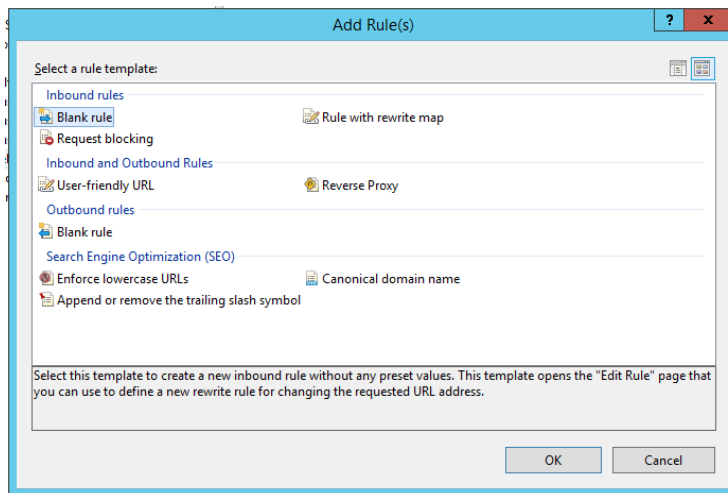 Add Rule(s)
?
x
Select a rule template:
Inbound rules
Blank rule
Rule with rewrite map
Request blocking
Inbound and Outbound Rules
User-friendly URL
Reverse Proxy
Outbound rules
Blank rule
Search Engine Optimization (SEO)
Enforce lowercase URLs
Canonical domain name
Append or remove the trailing slash symbol
Select this template to create a new inbound rule without any preset values. This template opens the "Edit Rule" page that
you can use to define a new rewrite rule for changing the requested URL address.
OK
Cancel